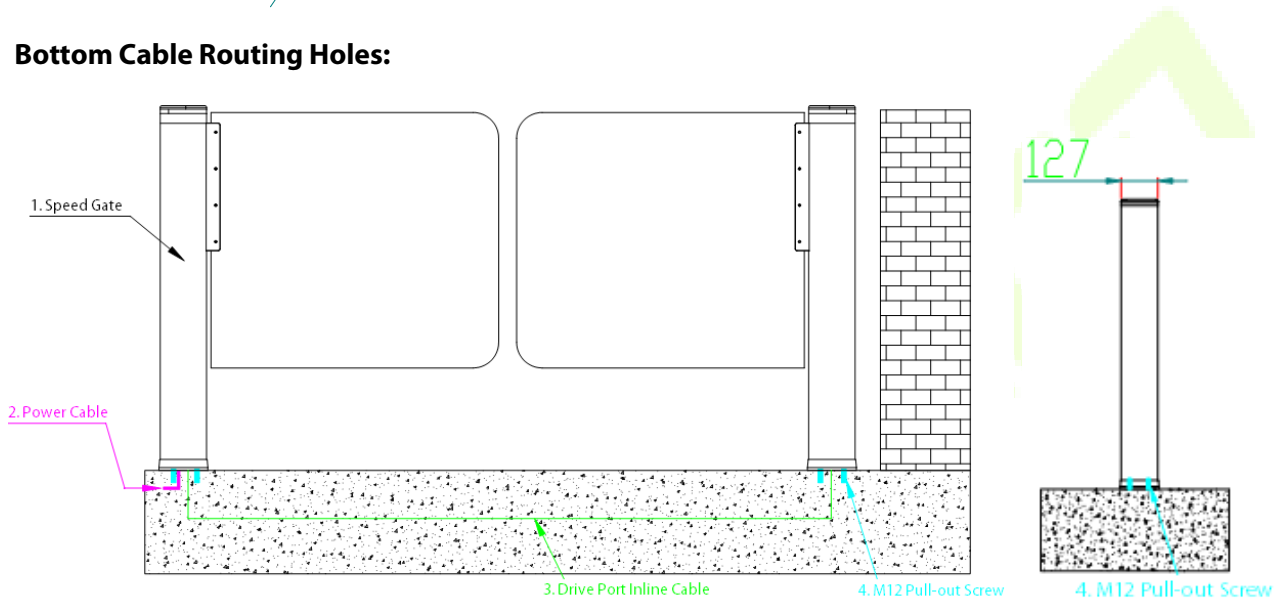 Bottom Cable Routing Holes:
127
1. Speed Gate
2. Power Cable
3. Drive Port Inline Cable
4. M12 Pull-out Screw
4. M12 Pull-out Screw